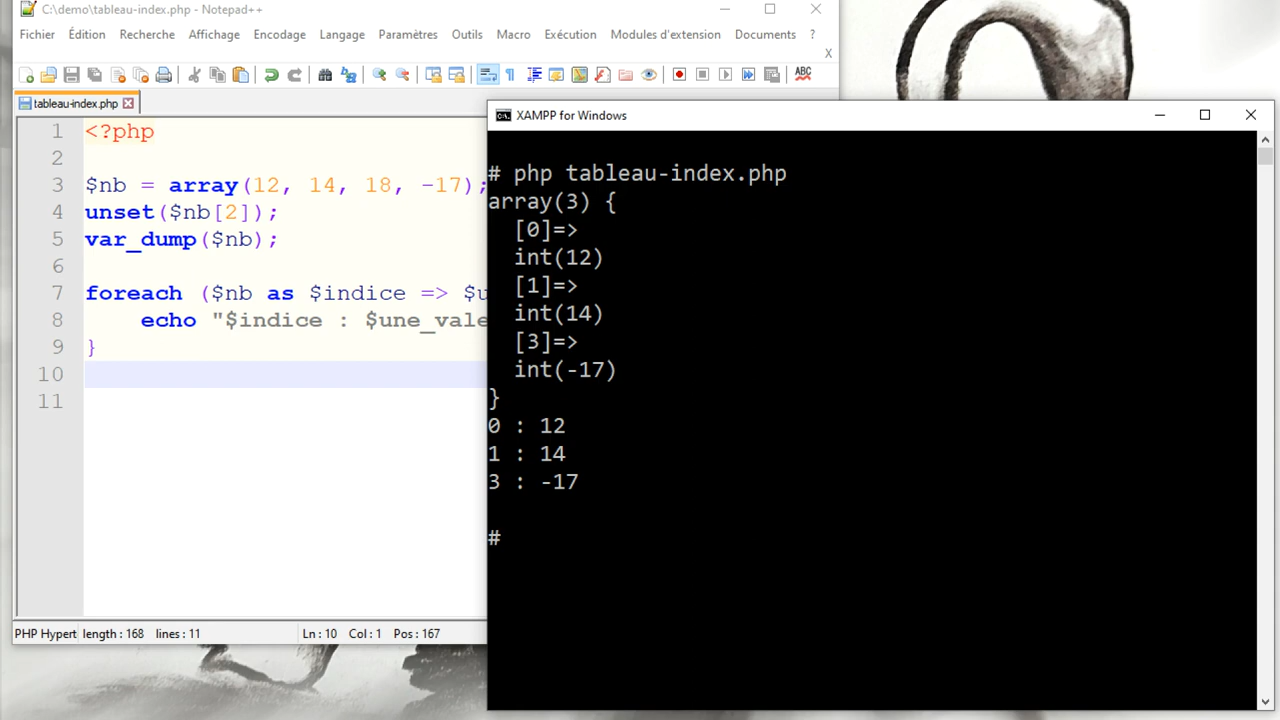 C:\demo\tableau-index.php - Notepad++
Fichier Édition Recherche Affichage Encodage Langage Paramètres Outils Macro Exécution Modules d'extension Documents ?
X
ABC
tableau-index.php
1 <?php
2
3 $nb = array(12, 14, 18, -17);
4 unset($nb[2]);
5 var_dump($nb);
6
7 foreach ($nb as $indice => $u
8 echo "$indice : $une_vale
9 }
10
11
PHP Hypert length : 168 lines : 11 Ln : 10 Col : 1 Pos : 167
XAMPP for Windows
# php tableau-index.php
array(3) {
[0]=>
int(12)
[1]=>
int(14)
[3]=>
int(-17)
}
0 : 12
1 : 14
3 : -17
#